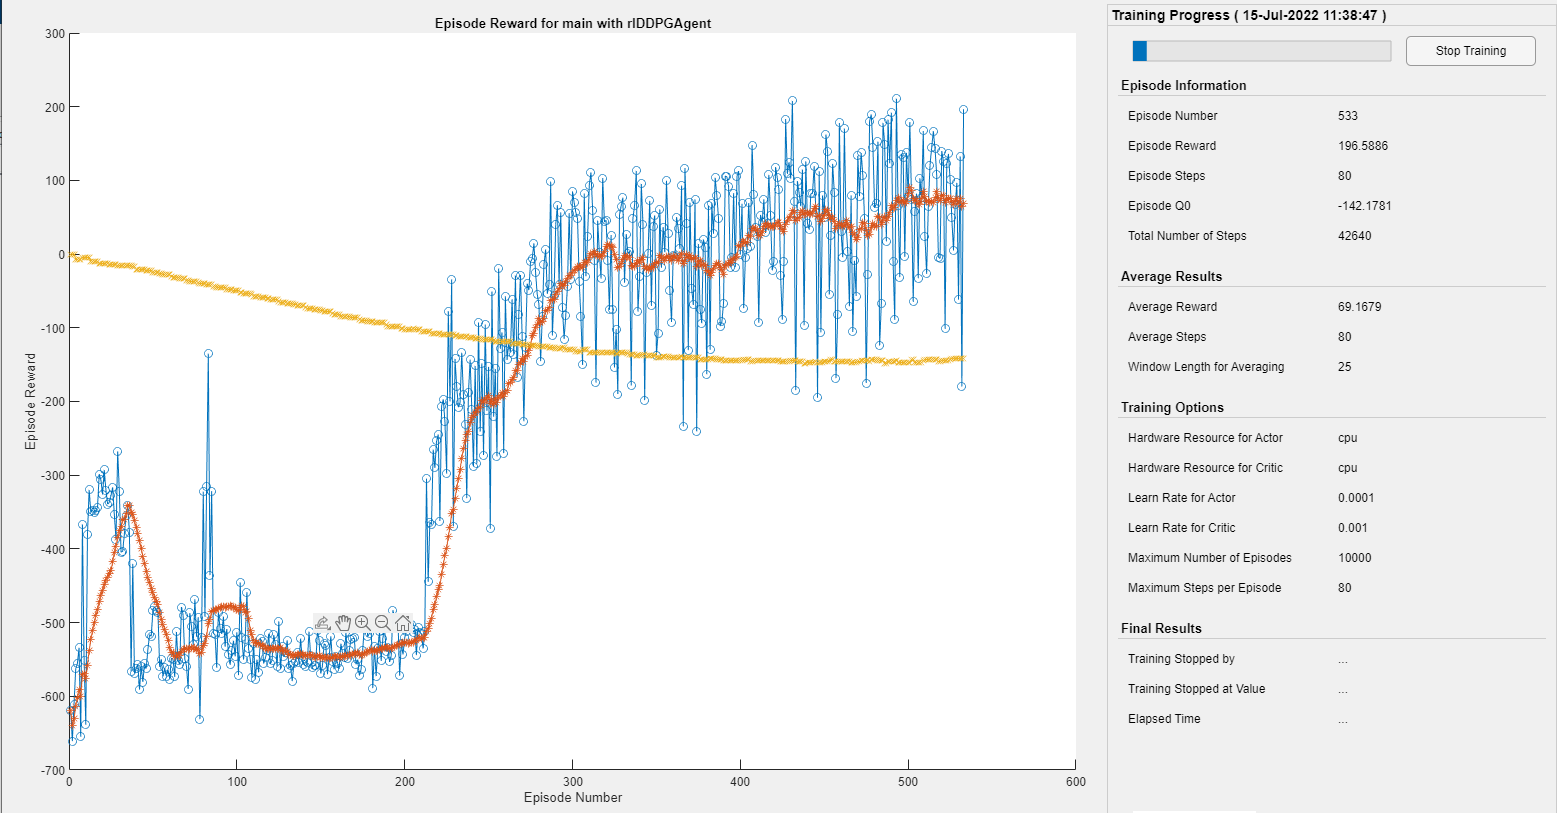 Episode Reward for main with rlDDPGAgent
300
200
100
0
-100
-200
-300
-400
-500
-600
-700
Episode Reward
0
100
200
300
400
500
600
Episode Number
Training Progress ( 15-Jul-2022 11:38:47 )
Stop Training
Episode Information
Episode Number 533
Episode Reward 196.5886
Episode Steps 80
Episode Q0 -142.1781
Total Number of Steps 42640
Average Results
Average Reward 69.1679
Average Steps 80
Window Length for Averaging 25
Training Options
Hardware Resource for Actor cpu
Hardware Resource for Critic cpu
Learn Rate for Actor 0.0001
Learn Rate for Critic 0.001
Maximum Number of Episodes 10000
Maximum Steps per Episode 80
Final Results
Training Stopped by ...
Training Stopped at Value ...
Elapsed Time ...